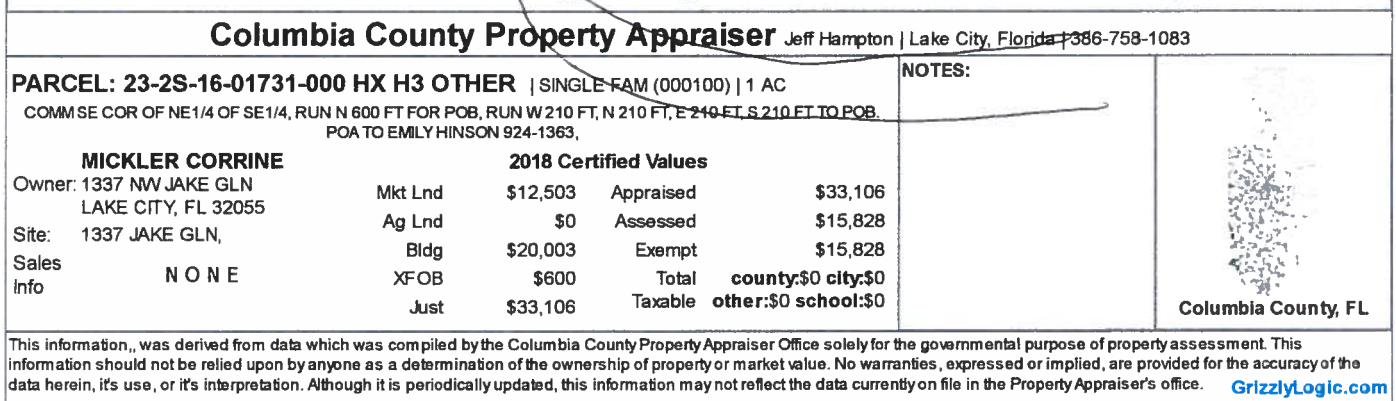 Columbia County Property Appraiser Jeff Hampton | Lake City, Florida | 386-758-1083
PARCEL: 23-2S-16-01731-000 HX H3 OTHER | SINGLE FAM (000100) | 1 AC
COMM SE COR OF NE1/4 OF SE1/4, RUN N 600 FT FOR POB, RUN W 210 FT, N 210 FT, E 210 FT, S 210 FT TO POB.
POA TO EMILY HINSON 924-1363,
NOTES:
MICKLER CORRINE
Owner: 1337 NW JAKE GLN
LAKE CITY, FL 32055
Site: 1337 JAKE GLN,
Sales Info NONE
2018 Certified Values
Mkt Lnd $12,503 Appraised $33,106
Ag Lnd $0 Assessed $15,828
Bldg $20,003 Exempt $15,828
XFOB $600 Total county:$0 city:$0
Just $33,106 Taxable other:$0 school:$0
Columbia County, FL
This information,, was derived from data which was compiled by the Columbia County Property Appraiser Office solely for the governmental purpose of property assessment. This
information should not be relied upon by anyone as a determination of the ownership of property or market value. No warranties, expressed or implied, are provided for the accuracy of the
data herein, it's use, or it's interpretation. Although it is periodically updated, this information may not reflect the data currently on file in the Property Appraiser's office.
GrizzlyLogic.com